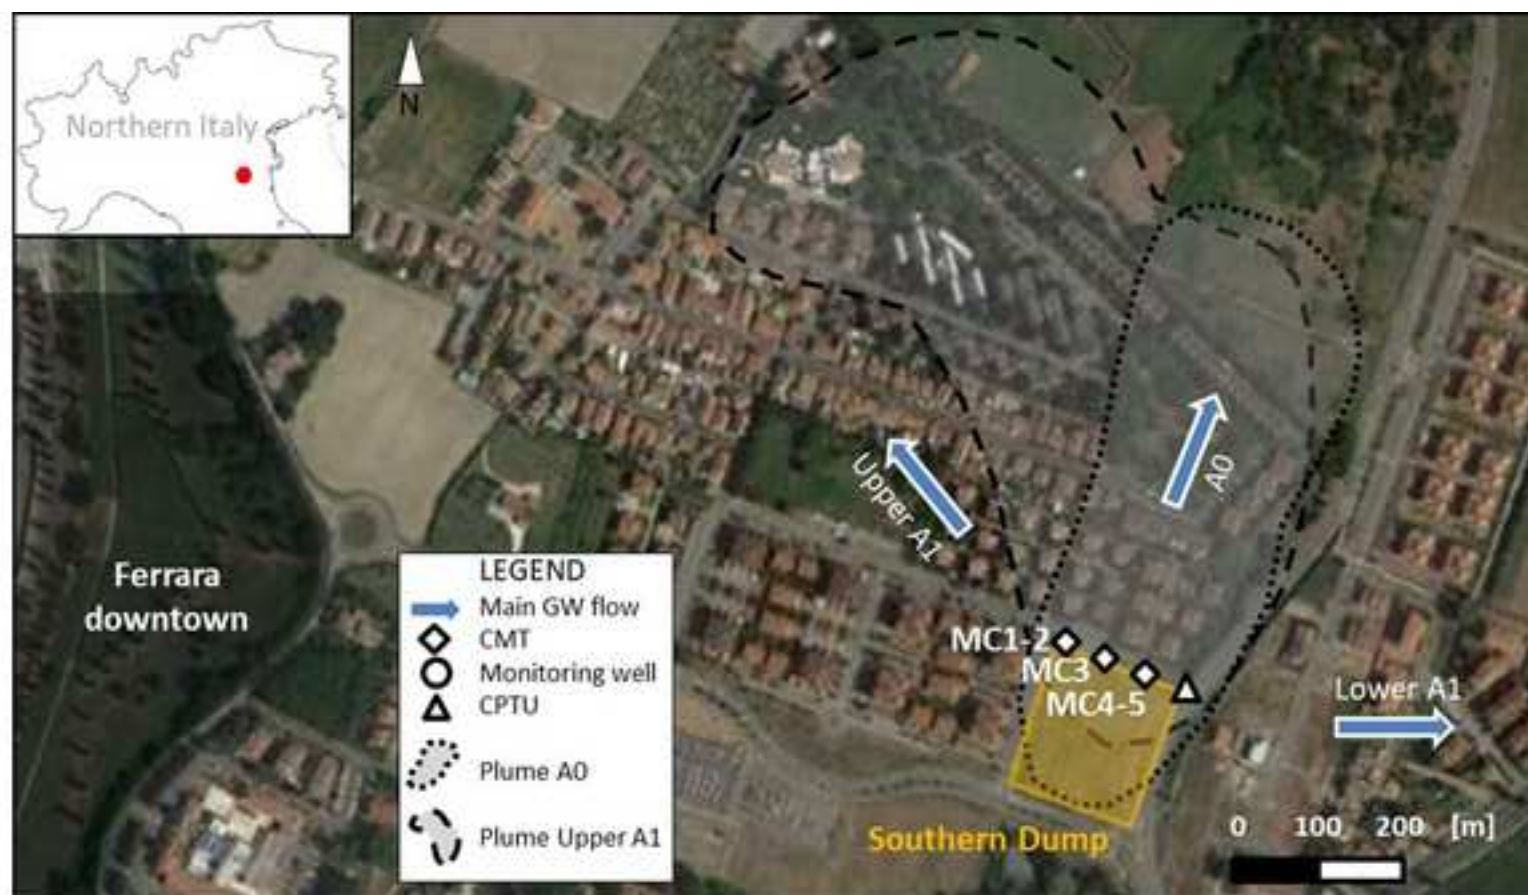 Northern Italy
N
Upper A1
A0
Ferrara
downtown
LEGEND
Main GW flow
CMT
Monitoring well
CPTU
Plume A0
Plume Upper A1
MC1-2
MC3
MC4-5
Lower A1
Southern Dump
0 100 200 [m]